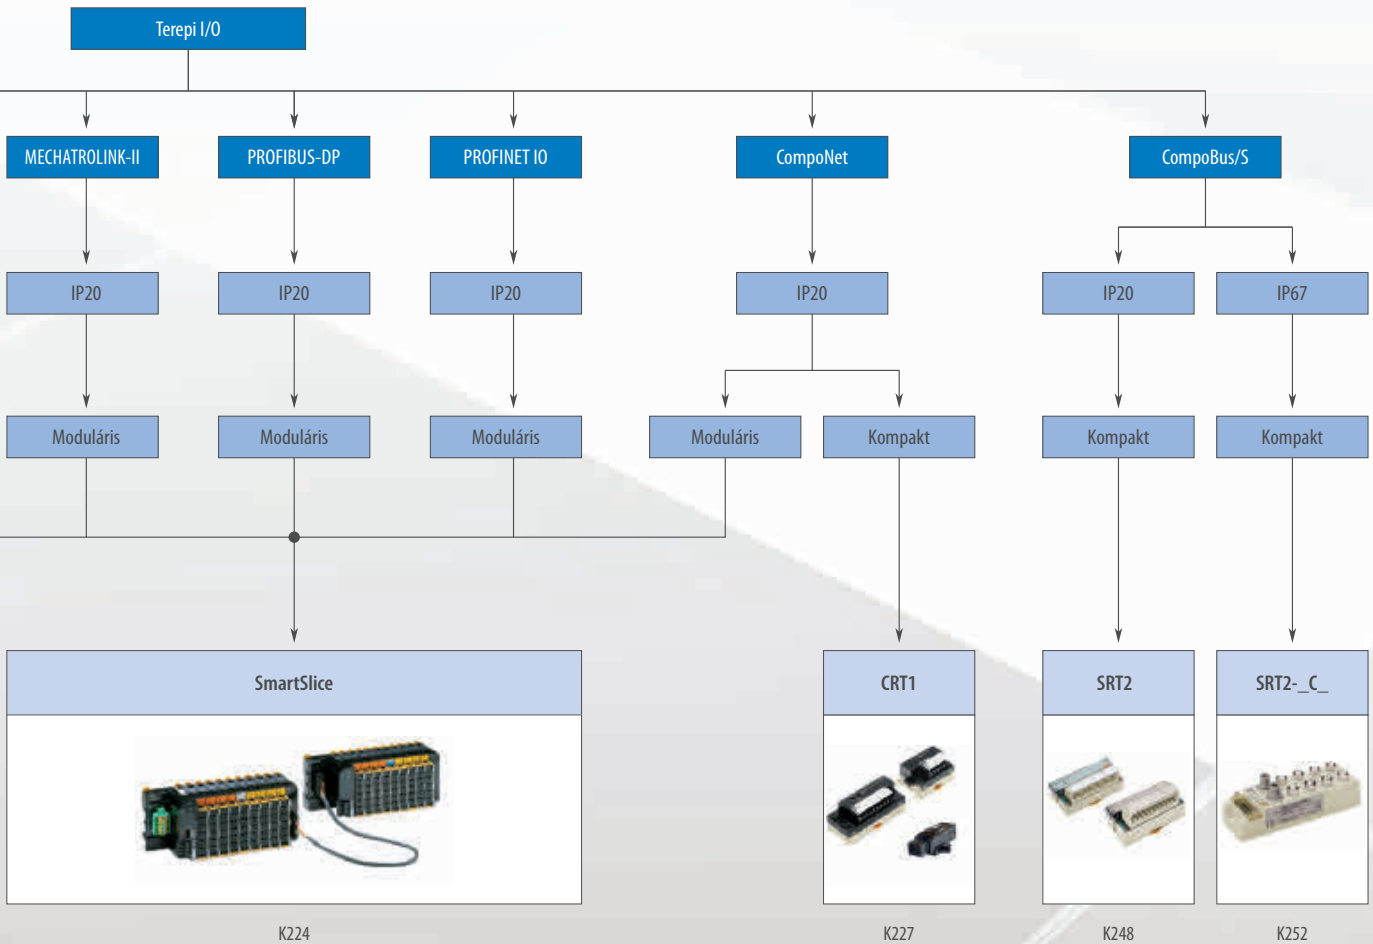 Terepi I/O
MECHATROLINK-II
PROFIBUS-DP
PROFINET IO
CompoNet
CompoBus/S
IP20
IP20
IP20
IP20
IP20
IP67
Moduláris
Moduláris
Moduláris
Moduláris
Kompakt
Kompakt
Kompakt
SmartSlice
CRT1
SRT2
SRT2-_C_
K224
K227
K248
K252